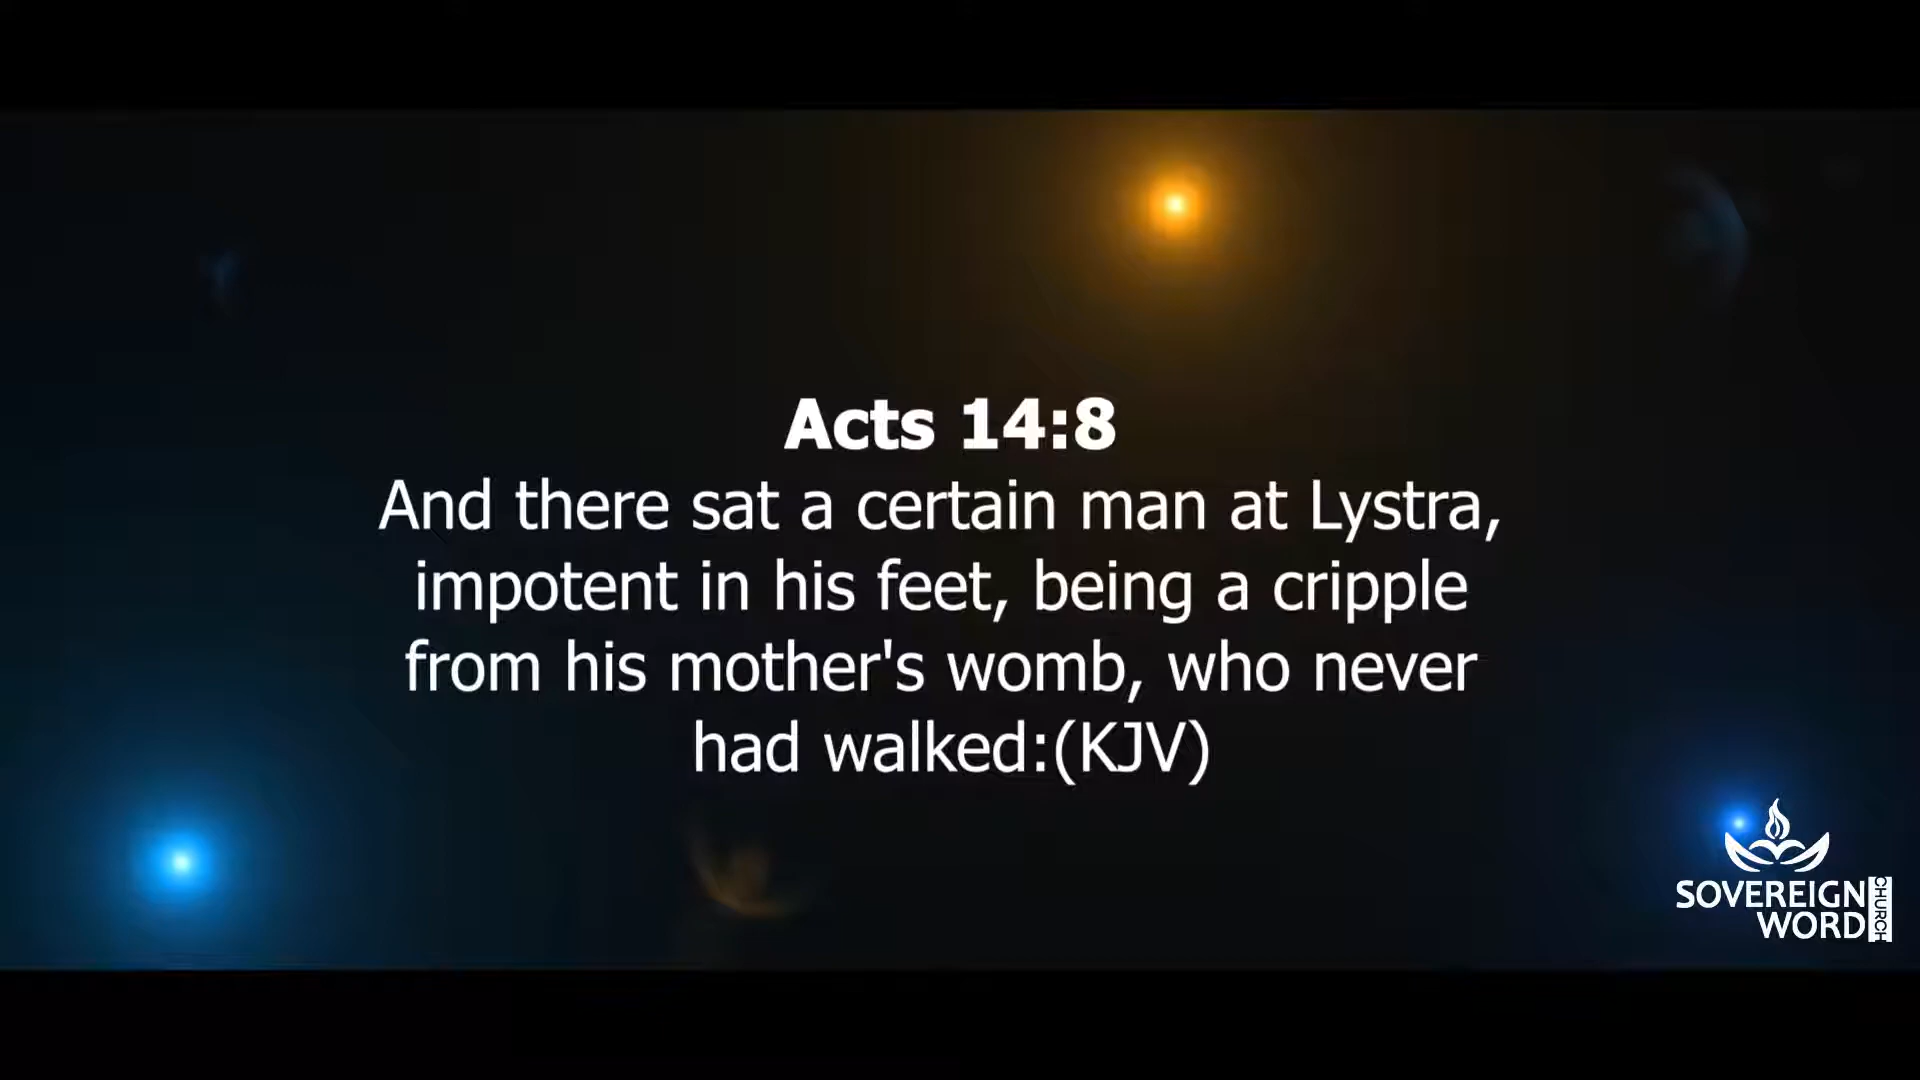 Acts 14:8
And there sat a certain man at Lystra,
impotent in his feet, being a cripple
from his mother's womb, who never
had walked:(KJV)
SOVEREIGN
WORD
CHURCH